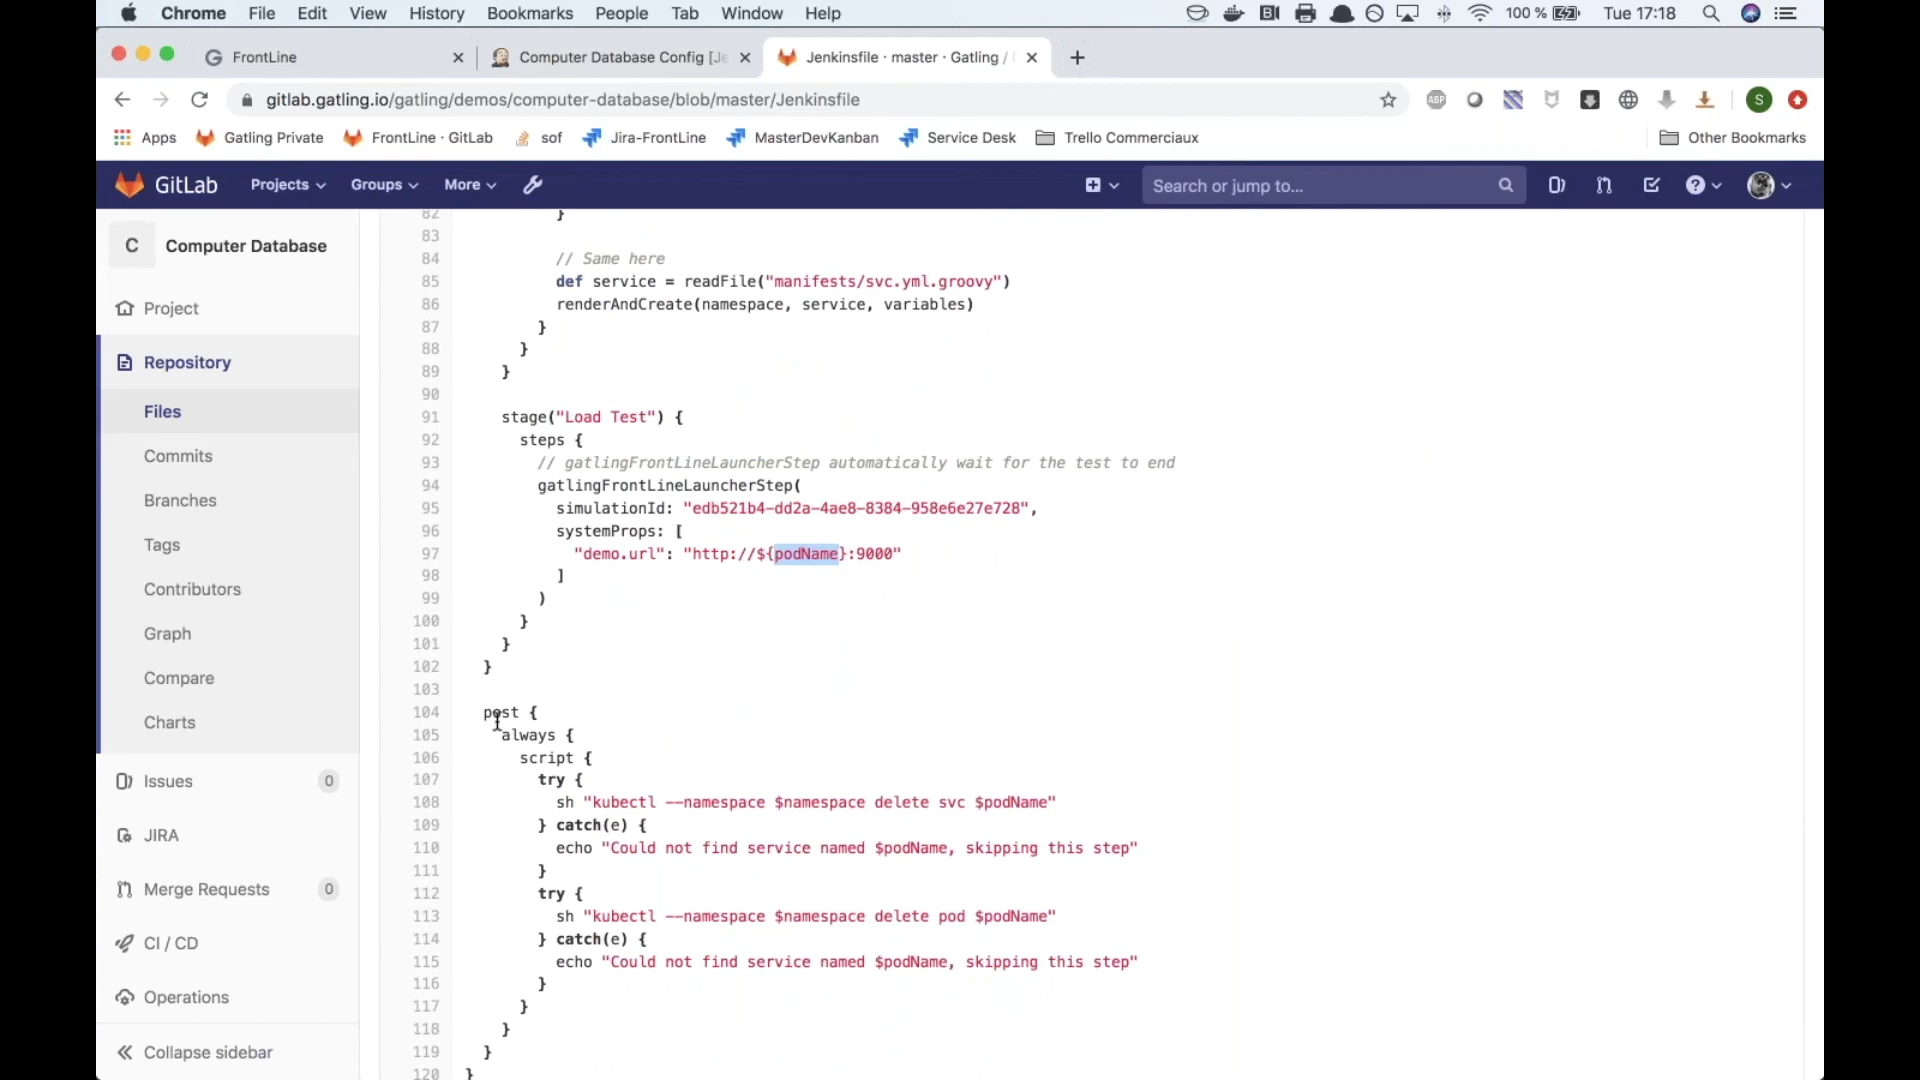 Chrome File Edit View History Bookmarks People Tab Window Help 100 % Tue 17:18
FrontLine
Computer Database Config [Je
Jenkinsfile · master · Gatling /
gitlab.gatling.io/gatling/demos/computer-database/blob/master/Jenkinsfile
ABP
S
Apps Gatling Private FrontLine · GitLab sof Jira-FrontLine MasterDevKanban Service Desk Trello Commerciaux Other Bookmarks
GitLab Projects Groups More Search or jump to...
C Computer Database
Project
Repository
Files
Commits
Branches
Tags
Contributors
Graph
Compare
Charts
Issues 0
JIRA
Merge Requests 0
CI / CD
Operations
Collapse sidebar
82 }
83
84 // Same here
85 def service = readFile("manifests/svc.yml.groovy")
86 renderAndCreate(namespace, service, variables)
87 }
88 }
89 }
90
91 stage("Load Test") {
92 steps {
93 // gatlingFrontLineLauncherStep automatically wait for the test to end
94 gatlingFrontLineLauncherStep(
95 simulationId: "edb521b4-dd2a-4ae8-8384-958e6e27e728",
96 systemProps: [
97 "demo.url": "http://${podName}:9000"
98 ]
99 )
100 }
101 }
102 }
103
104 post {
105 always {
106 script {
107 try {
108 sh "kubectl --namespace $namespace delete svc $podName"
109 } catch(e) {
110 echo "Could not find service named $podName, skipping this step"
111 }
112 try {
113 sh "kubectl --namespace $namespace delete pod $podName"
114 } catch(e) {
115 echo "Could not find service named $podName, skipping this step"
116 }
117 }
118 }
119 }
120 }